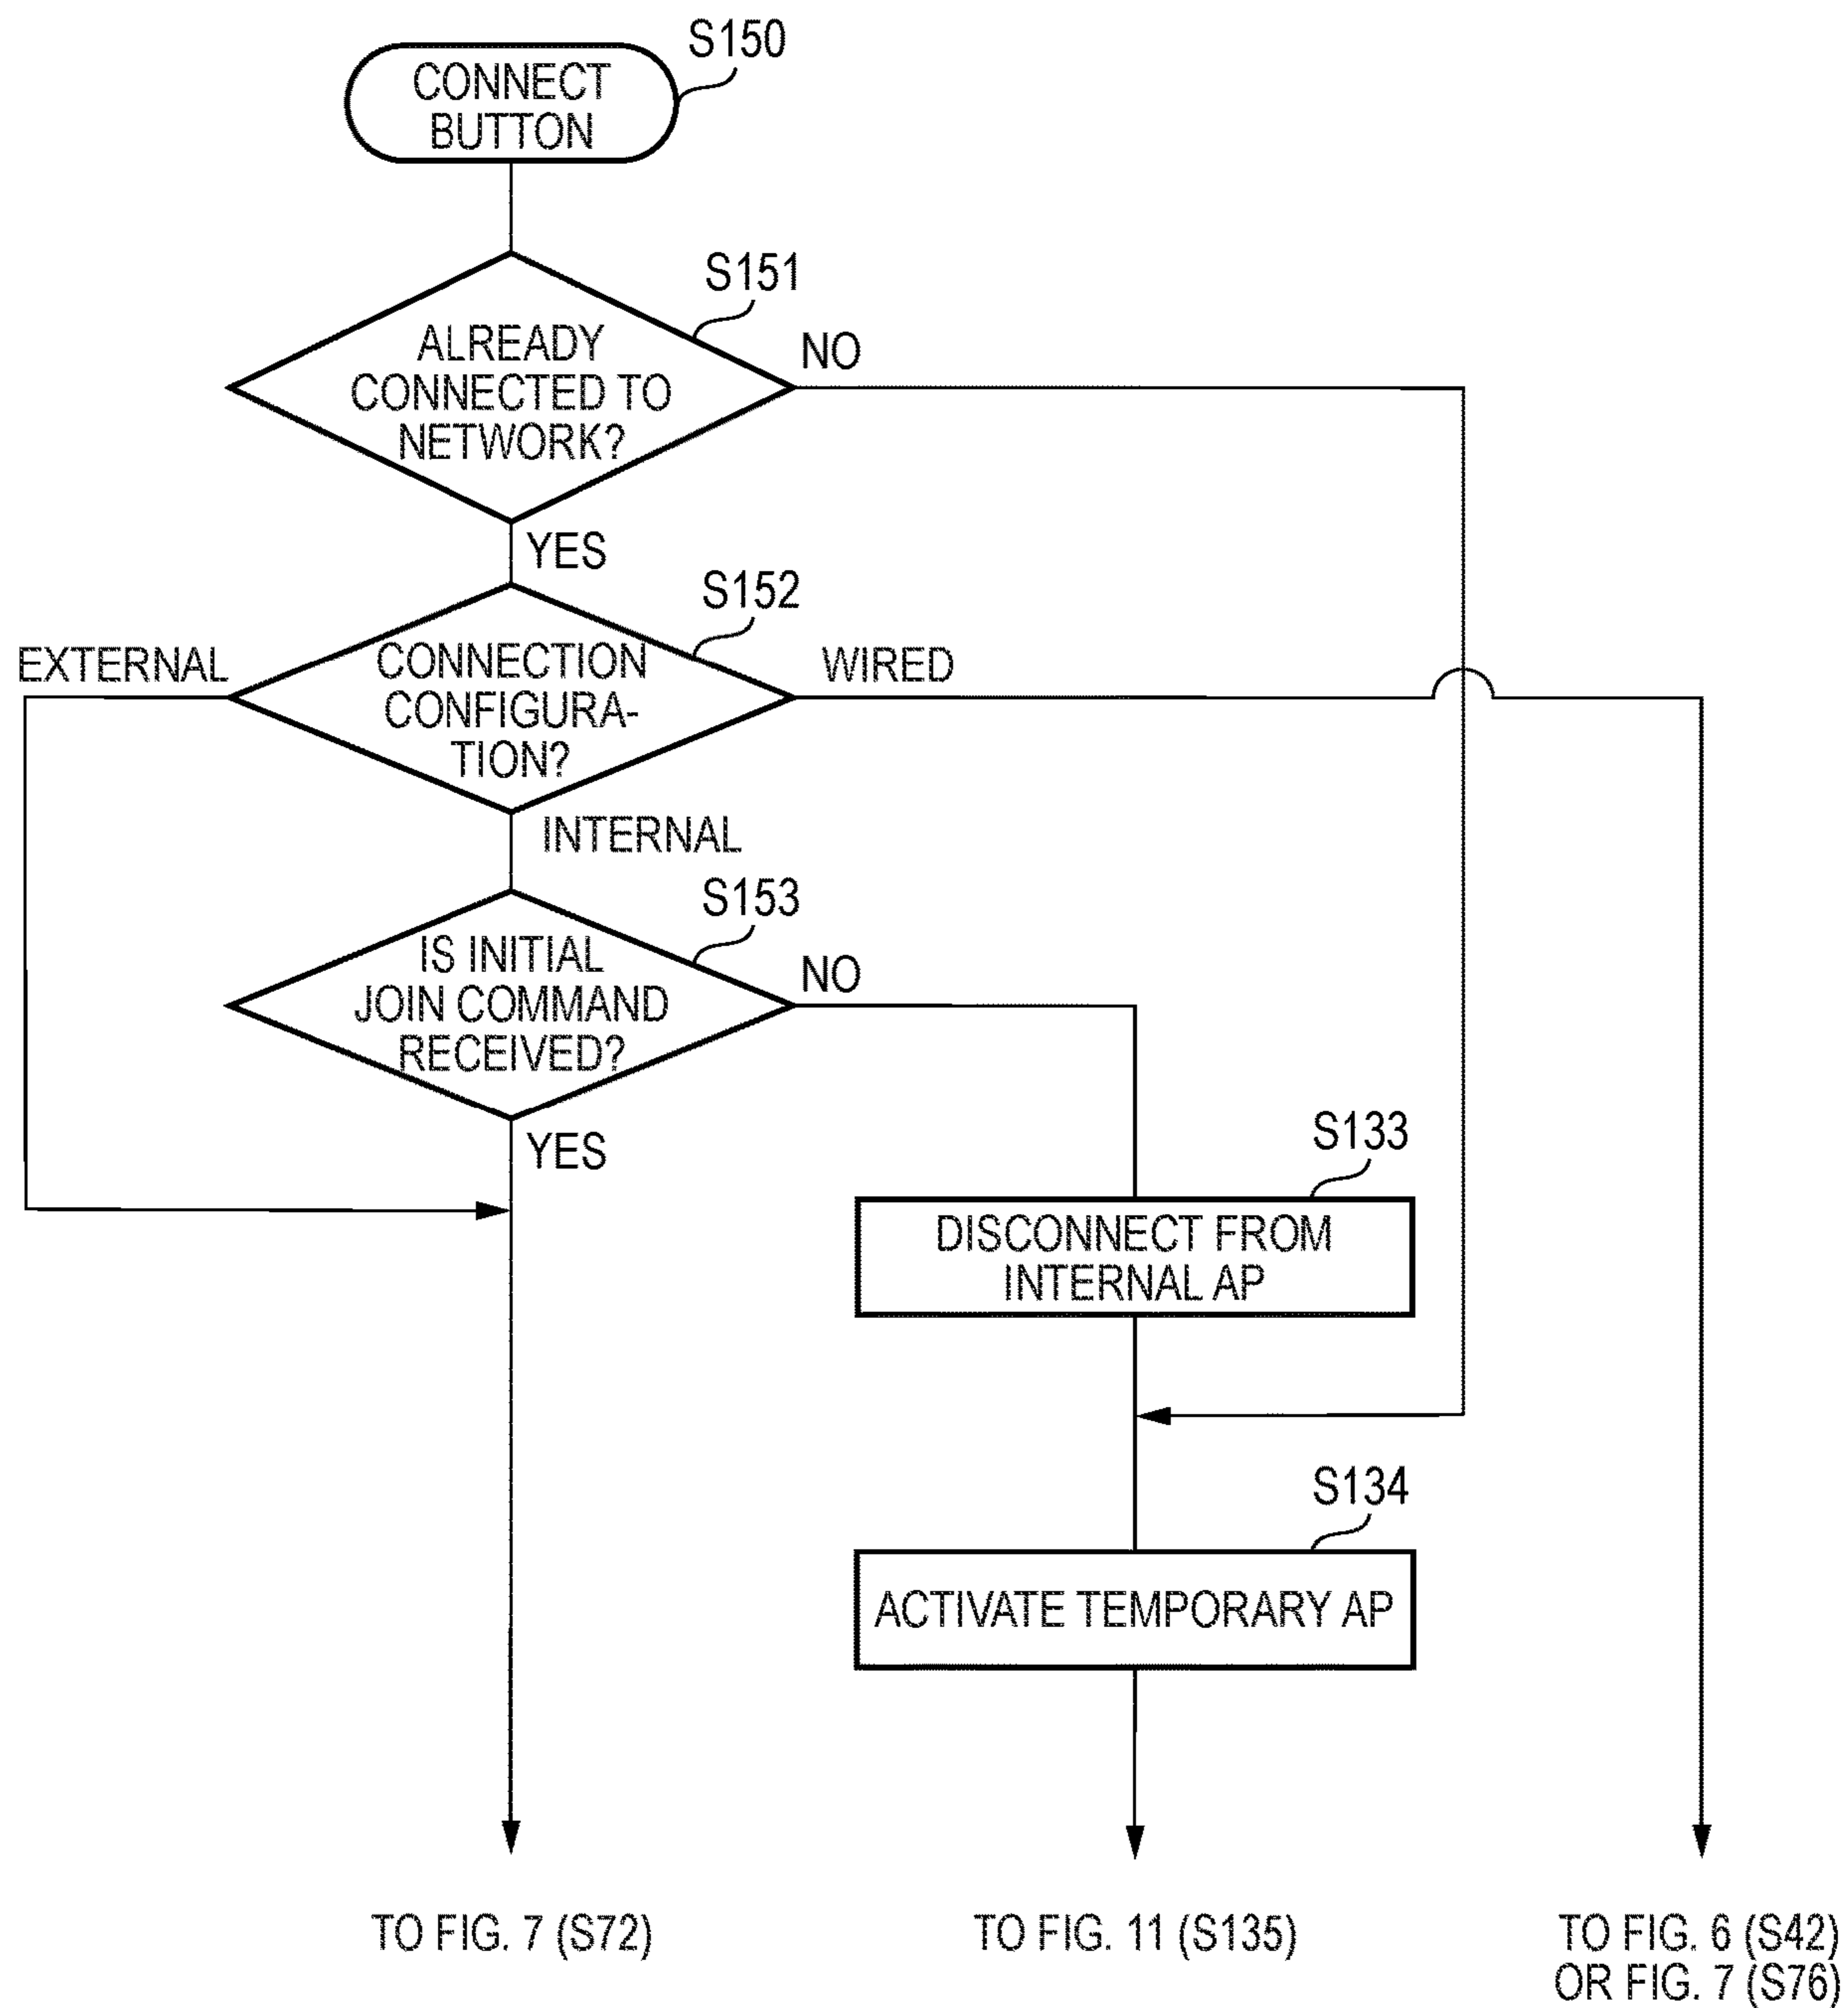 S150
CONNECT
BUTTON
S151
ALREADY
CONNECTED TO
NETWORK?
NO
YES
S152
EXTERNAL
CONNECTION
CONFIGURA-
TION?
WIRED
INTERNAL
S153
IS INITIAL
JOIN COMMAND
RECEIVED?
NO
YES
S133
DISCONNECT FROM
INTERNAL AP
S134
ACTIVATE TEMPORARY AP
TO FIG. 7 (S72)
TO FIG. 11 (S135)
TO FIG. 6 (S42)
OR FIG. 7 (S76)